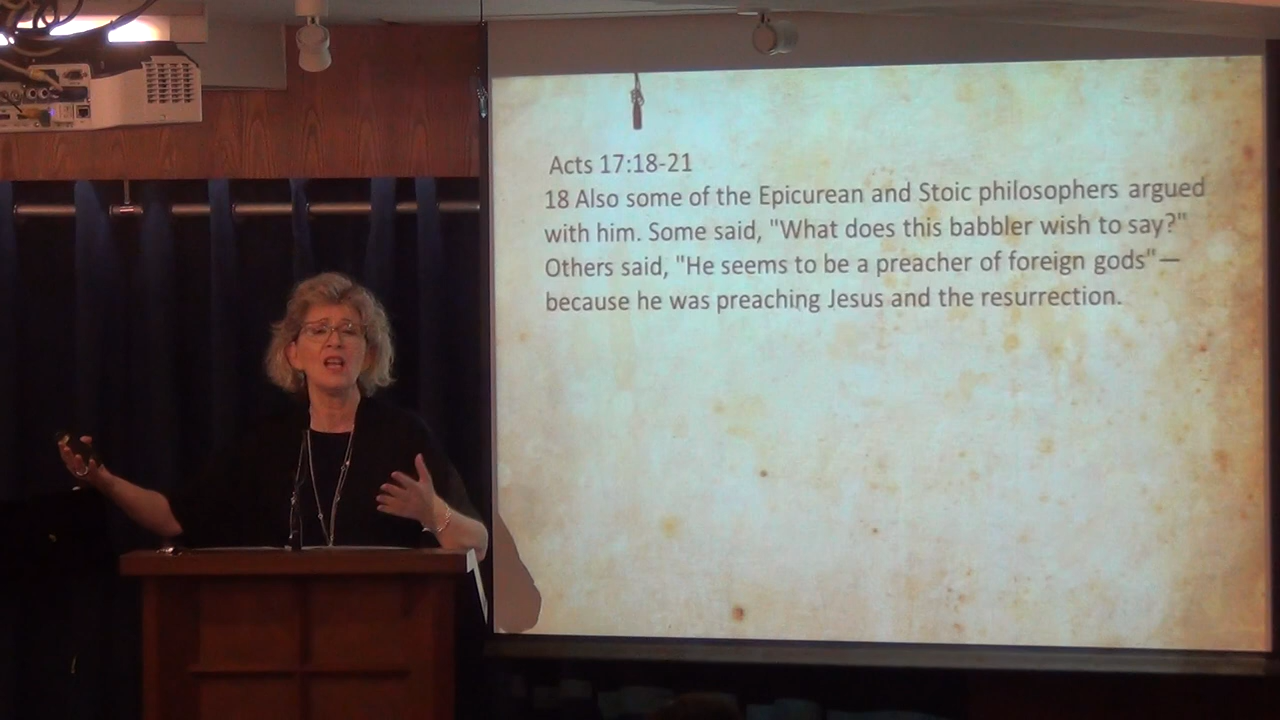 Acts 17:18-21
18 Also some of the Epicurean and Stoic philosophers argued
with him. Some said, "What does this babbler wish to say?"
Others said, "He seems to be a preacher of foreign gods"—
because he was preaching Jesus and the resurrection.